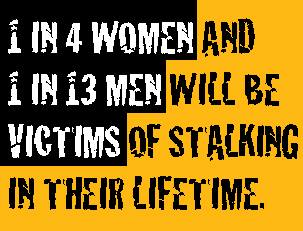 1 IN 4 WOMEN AND
1 IN 13 MEN WILL BE
VICTIMS OF STALKING
IN THEIR LIFETIME.